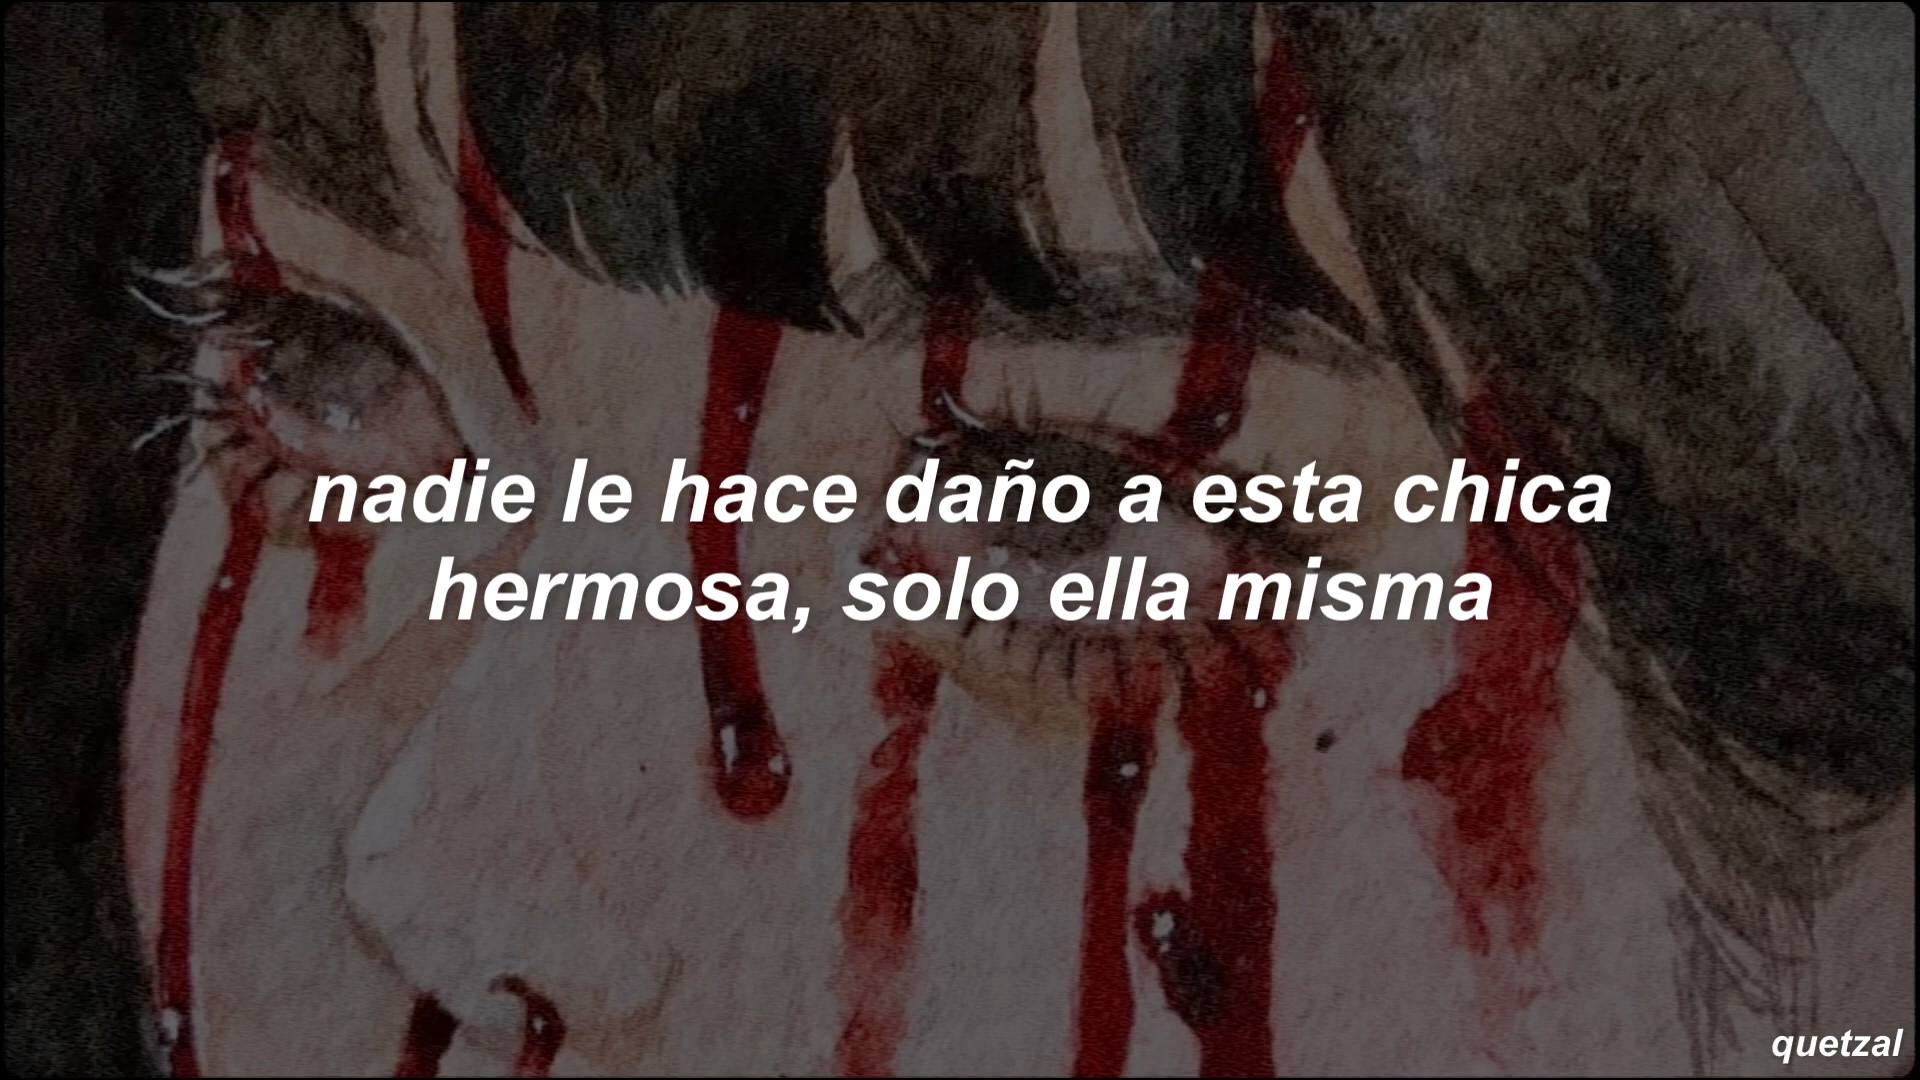 nadie le hace daño a esta chica
hermosa, solo ella misma
quetzal